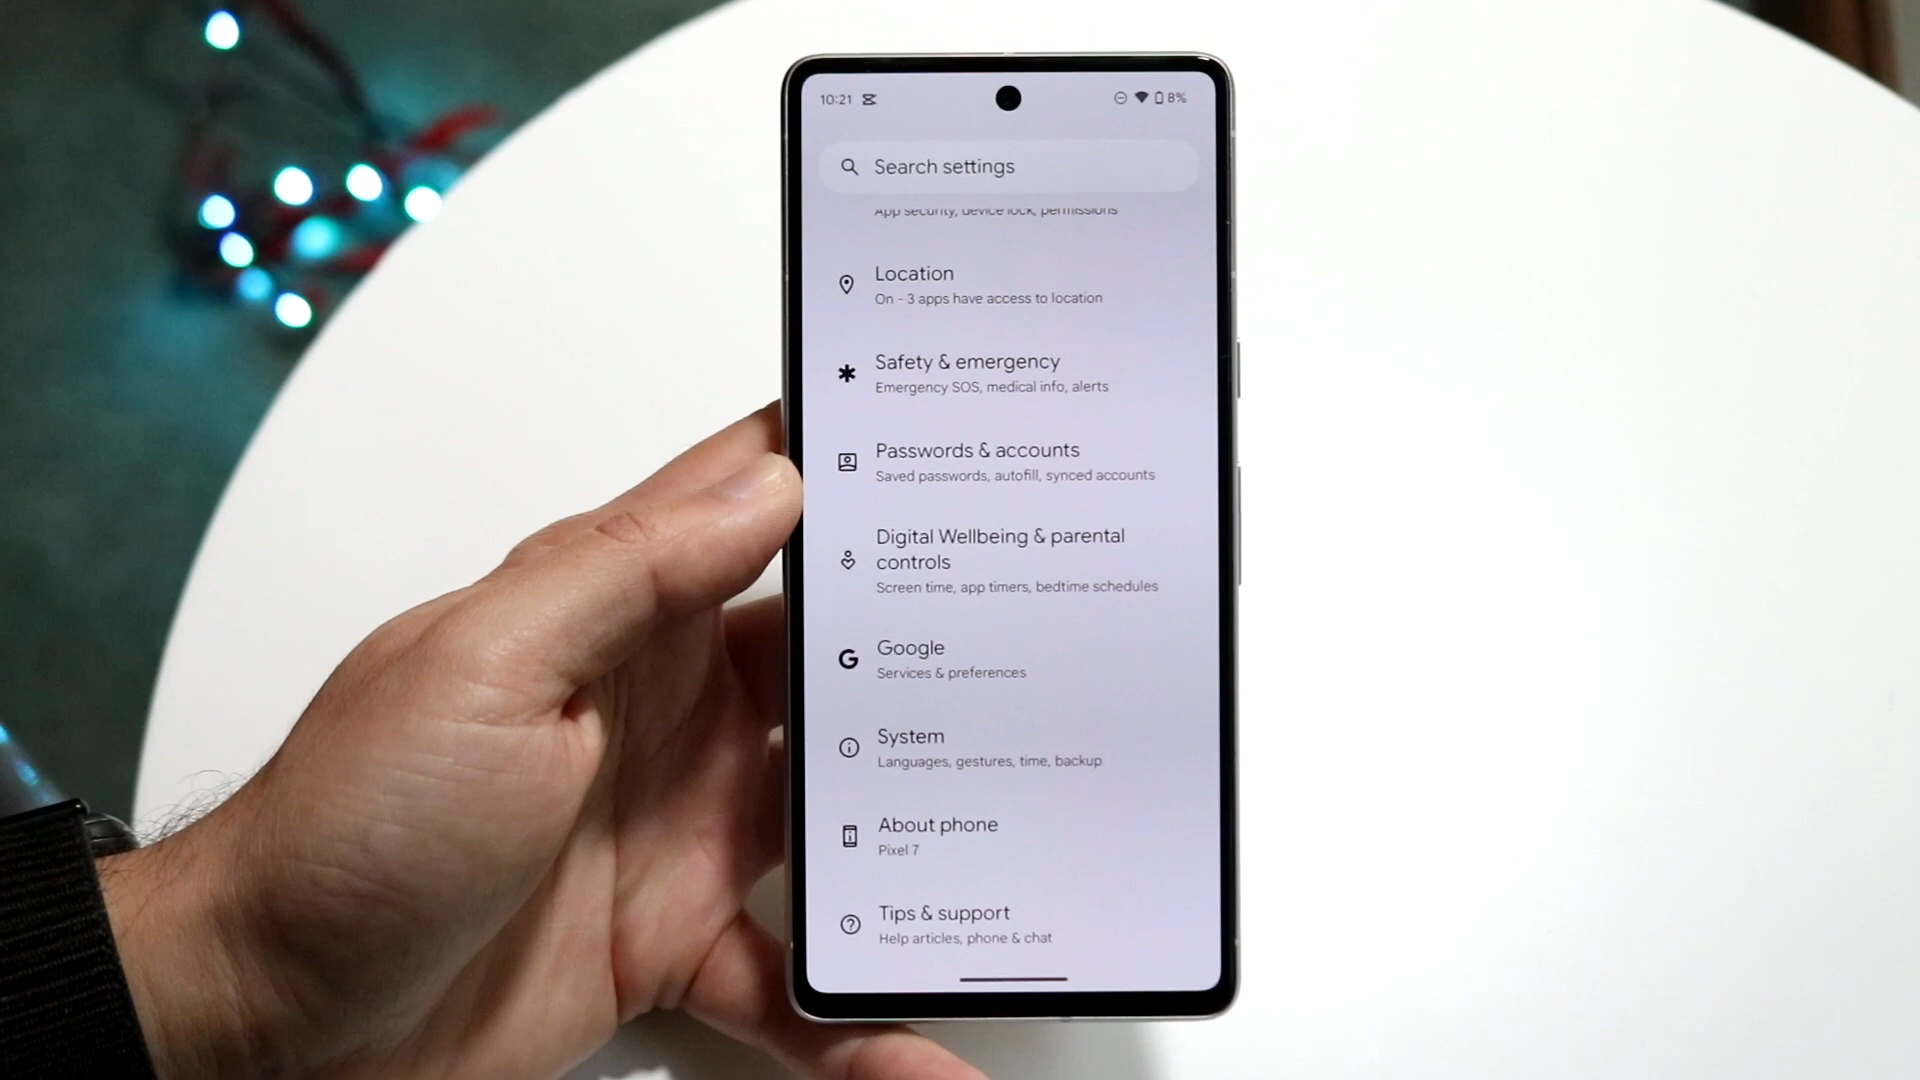 10:21 8%
Search settings
App security, device lock, permissions
Location
On - 3 apps have access to location
Safety & emergency
Emergency SOS, medical info, alerts
Passwords & accounts
Saved passwords, autofill, synced accounts
Digital Wellbeing & parental
controls
Screen time, app timers, bedtime schedules
Google
Services & preferences
System
Languages, gestures, time, backup
About phone
Pixel 7
Tips & support
Help articles, phone & chat